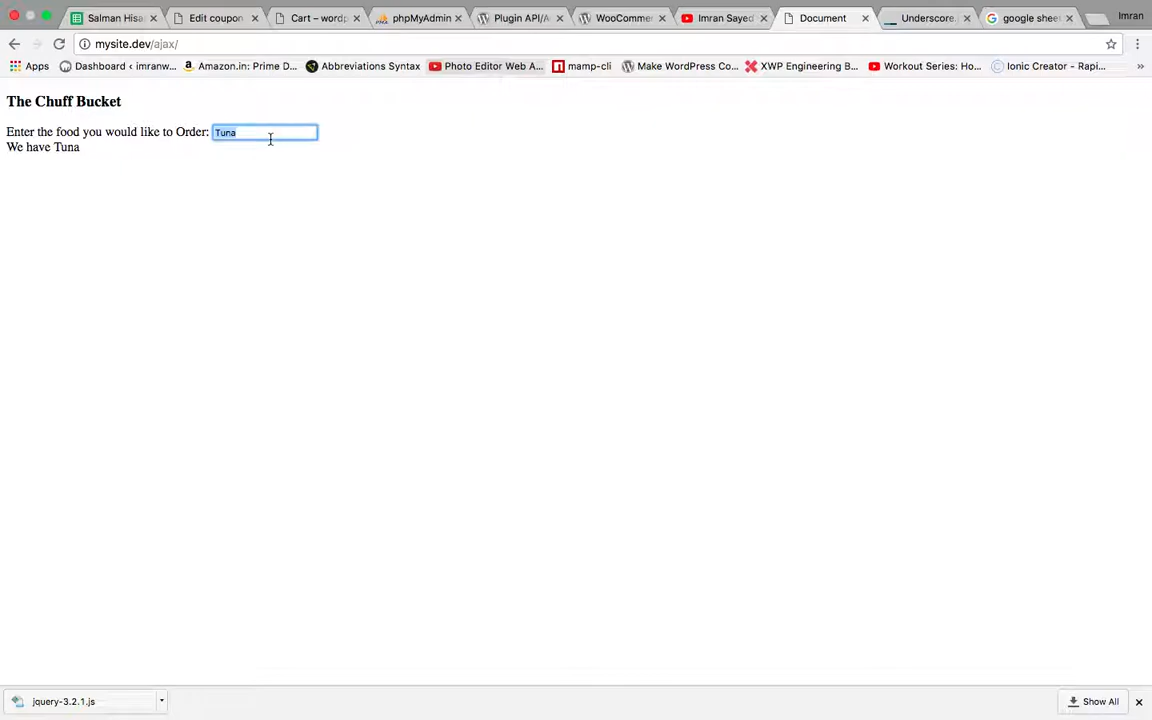 Salman Hisa
Edit coupon
Cart – wordp
phpMyAdmin
Plugin API/A
WooCommer
Imran Sayed
Document
Underscore.
google shee
Imran
mysite.dev/ajax/
Apps
Dashboard ‹ imranw...
Amazon.in: Prime D...
Abbreviations Syntax
Photo Editor Web A...
mamp-cli
Make WordPress Co...
XWP Engineering B...
Workout Series: Ho...
Ionic Creator - Rapi...
»
The Chuff Bucket
Enter the food you would like to Order: Tuna
We have Tuna
jquery-3.2.1.js
Show All